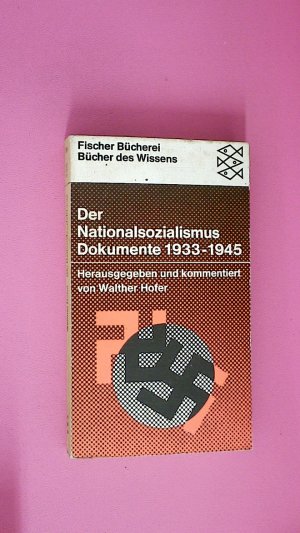 Fischer Bücherei
Bücher des Wissens
Der
Nationalsozialismus
Dokumente 1933-1945
Herausgegeben und kommentiert
von Walther Hofer